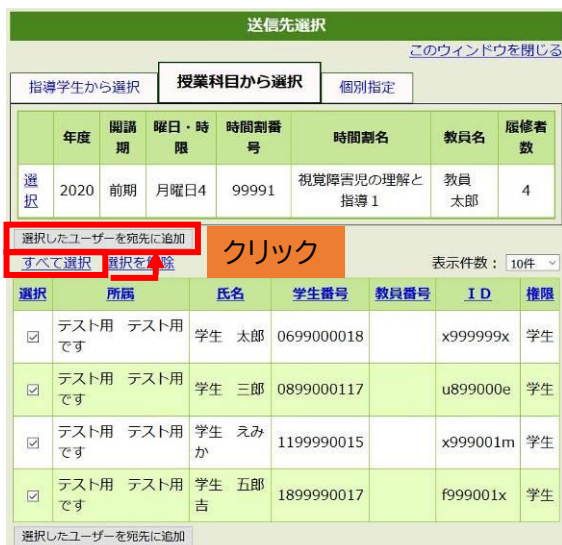 送信先選択
このウィンドウを閉じる
指導学生から選択 授業科目から選択 個別指定
年度 開講期 曜日・時限 時間割番号 時間割名 教員名 履修者数
選択 2020 前期 月曜日4 99991 視覚障害児の理解と指導1 教員 太郎 4
選択したユーザーを宛先に追加
クリック
すべて選択 選択を解除 表示件数： 10件
選択 所属 氏名 学生番号 教員番号 ID 権限
テスト用 テスト用です 学生 太郎 0699000018 x999999x 学生
テスト用 テスト用です 学生 三郎 0899000117 u899000e 学生
テスト用 テスト用です 学生 えみか 1199990015 x999001m 学生
テスト用 テスト用です 学生 五郎吉 1899990017 f999001x 学生
選択したユーザーを宛先に追加